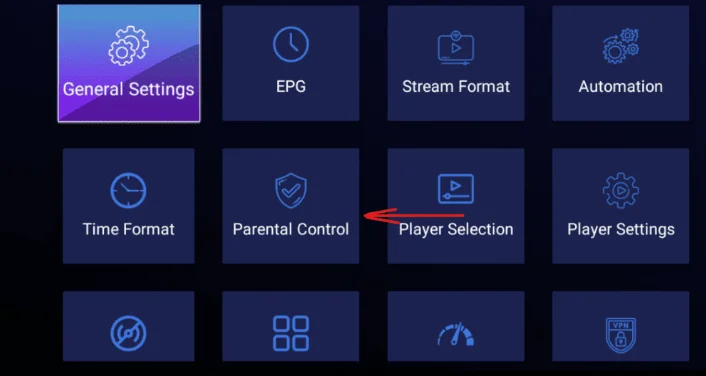 General Settings
EPG
Stream Format
Automation
Time Format
Parental Control
Player Selection
Player Settings
VPN